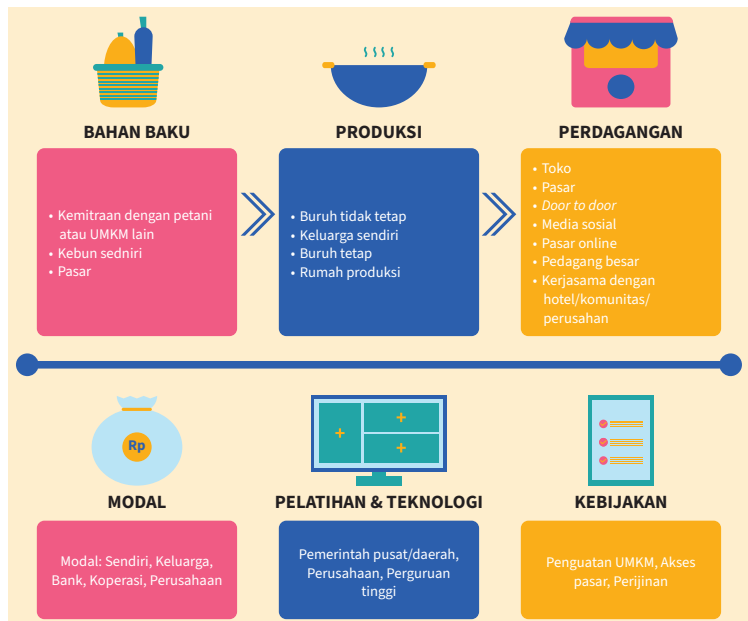 BAHAN BAKU
• Kemitraan dengan petani
atau UMKM lain
• Kebun sedniri
• Pasar
PRODUKSI
• Buruh tidak tetap
• Keluarga sendiri
• Buruh tetap
• Rumah produksi
PERDAGANGAN
• Toko
• Pasar
• Door to door
• Media sosial
• Pasar online
• Pedagang besar
• Kerjasama dengan
hotel/komunitas/
perusahan
Rp
MODAL
Modal: Sendiri, Keluarga,
Bank, Koperasi, Perusahaan
PELATIHAN & TEKNOLOGI
Pemerintah pusat/daerah,
Perusahaan, Perguruan
tinggi
KEBIJAKAN
Penguatan UMKM, Akses
pasar, Perijinan